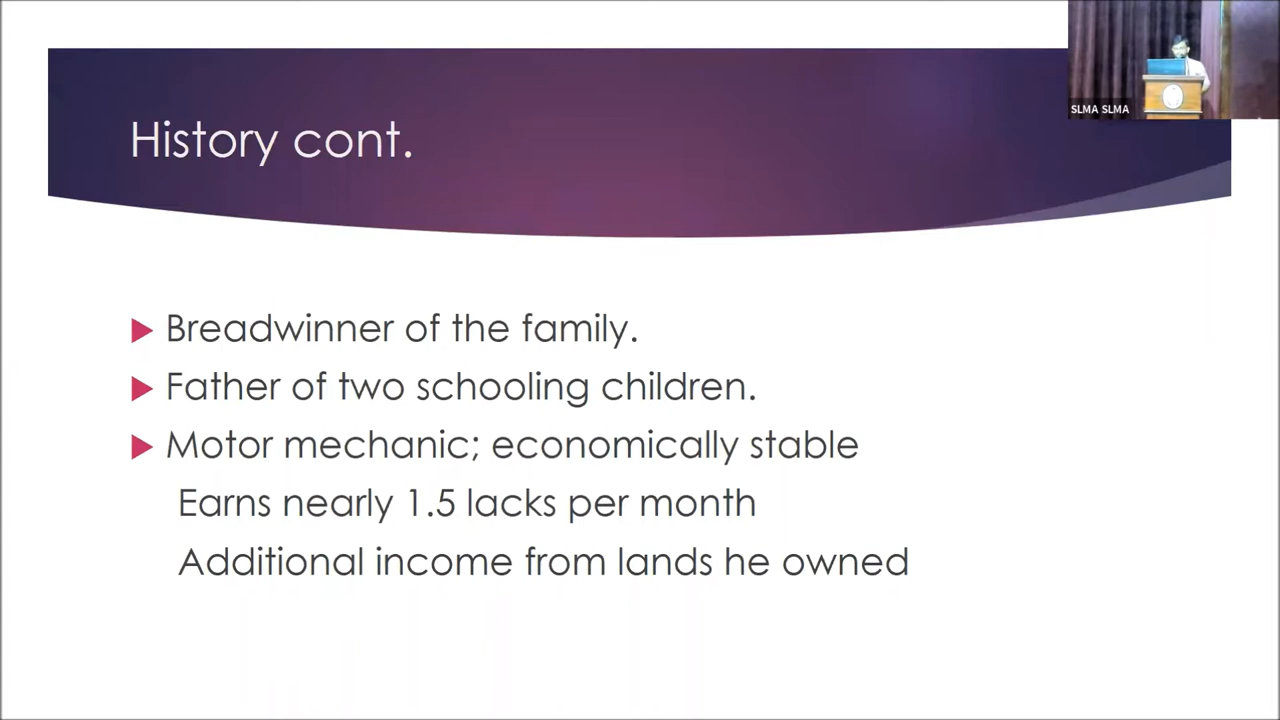 SLMA SLMA
History cont.
Breadwinner of the family.
Father of two schooling children.
Motor mechanic; economically stable
Earns nearly 1.5 lacks per month
Additional income from lands he owned